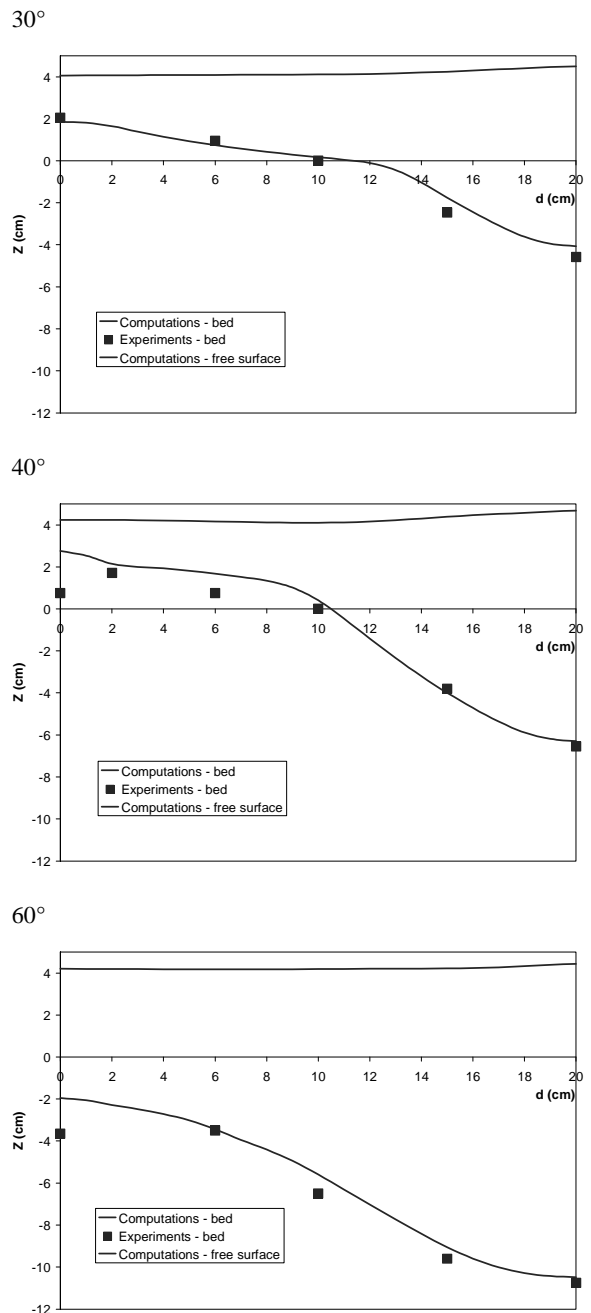 30°
4
2
0
0 2 4 6 8 10 12 14 16 18 20
d (cm)
-2
-4
-6
-8
-10
-12
Z (cm)
Computations - bed
Experiments - bed
Computations - free surface
40°
4
2
0
0 2 4 6 8 10 12 14 16 18 20
d (cm)
-2
-4
-6
-8
-10
-12
Z (cm)
Computations - bed
Experiments - bed
Computations - free surface
60°
4
2
0
0 2 4 6 8 10 12 14 16 18 20
d (cm)
-2
-4
-6
-8
-10
-12
Z (cm)
Computations - bed
Experiments - bed
Computations - free surface